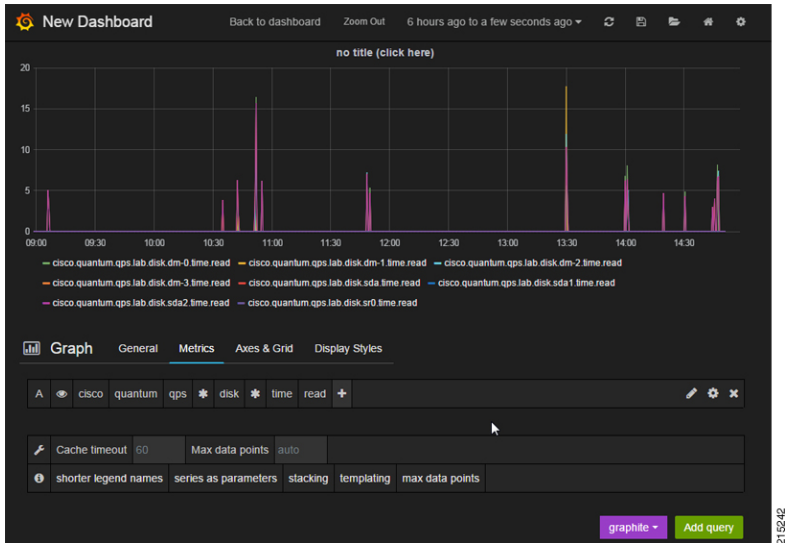 New Dashboard Back to dashboard Zoom Out 6 hours ago to a few seconds ago
no title (click here)
20
15
10
5
0
09:00 09:30 10:00 10:30 11:00 11:30 12:00 12:30 13:00 13:30 14:00 14:30
cisco.quantum.qps.lab.disk.dm-0.time.read cisco.quantum.qps.lab.disk.dm-1.time.read cisco.quantum.qps.lab.disk.dm-2.time.read
cisco.quantum.qps.lab.disk.dm-3.time.read cisco.quantum.qps.lab.disk.sda.time.read cisco.quantum.qps.lab.disk.sda1.time.read
cisco.quantum.qps.lab.disk.sda2.time.read cisco.quantum.qps.lab.disk.sr0.time.read
Graph General Metrics Axes & Grid Display Styles
A cisco quantum qps * disk * time read +
Cache timeout 60 Max data points auto
shorter legend names series as parameters stacking templating max data points
graphite Add query
215242